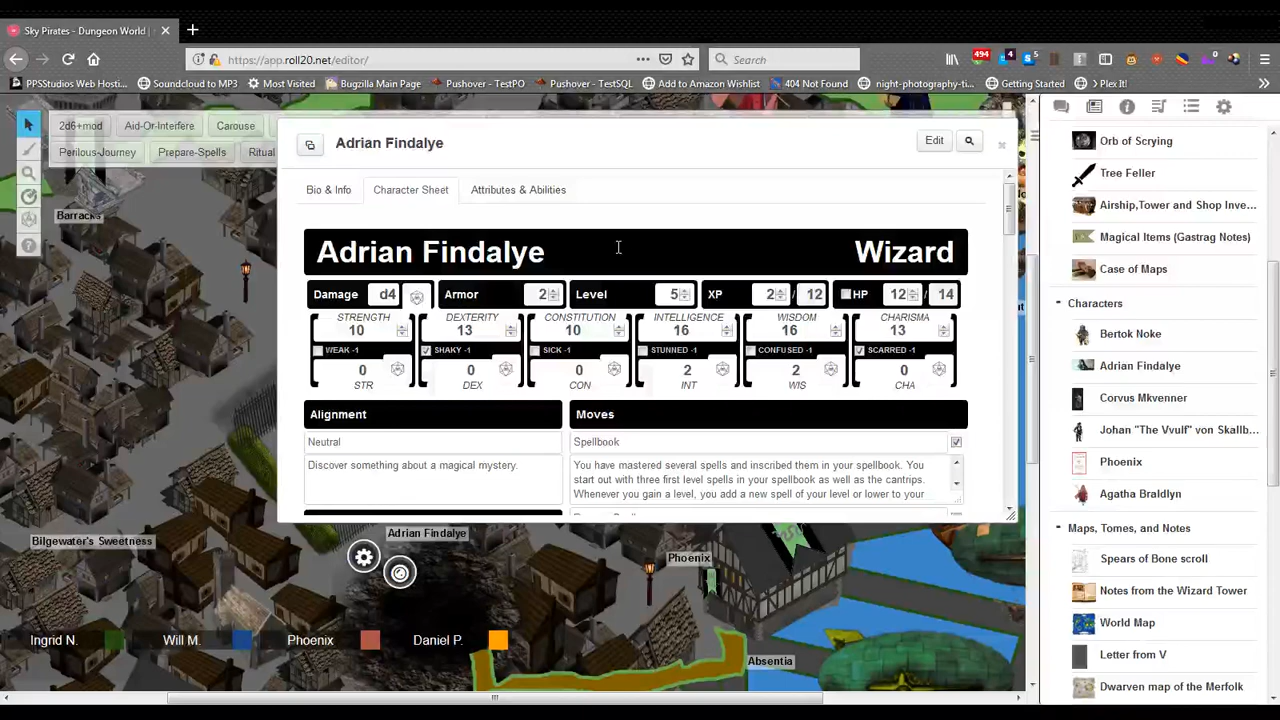 Sky Pirates - Dungeon World |
https://app.roll20.net/editor/
Search
494
4
5
0
PPSStudios Web Hosti...
Soundcloud to MP3
Most Visited
Bugzilla Main Page
Pushover - TestPO
Pushover - TestSQL
Add to Amazon Wishlist
404 Not Found
night-photography-ti...
Getting Started
Plex It!
2d6+mod
Aid-Or-Interfere
Carouse
Perilous-Journey
Prepare-Spells
Ritual
Barracks
Adrian Findalye
Edit
Bio & Info
Character Sheet
Attributes & Abilities
Adrian Findalye
Wizard
Damage d4
Armor 2
Level 5
XP 2 / 12
HP 12 / 14
STRENGTH
DEXTERITY
CONSTITUTION
INTELLIGENCE
WISDOM
CHARISMA
10
13
10
16
16
13
WEAK -1
SHAKY -1
SICK -1
STUNNED -1
CONFUSED -1
SCARRED -1
0
0
0
2
2
0
STR
DEX
CON
INT
WIS
CHA
Alignment
Moves
Neutral
Spellbook
Discover something about a magical mystery.
You have mastered several spells and inscribed them in your spellbook. You
start out with three first level spells in your spellbook as well as the cantrips.
Whenever you gain a level, you add a new spell of your level or lower to your
Adrian Findalye
Bilgewater's Sweetness
Phoenix
Ingrid N.
Will M.
Phoenix
Daniel P.
Absentia
Orb of Scrying
Tree Feller
Airship,Tower and Shop Inve...
Magical Items (Gastrag Notes)
Case of Maps
Characters
Bertok Noke
Adrian Findalye
Corvus Mkvenner
Johan "The Vvulf" von Skallb...
Phoenix
Agatha Braldlyn
Maps, Tomes, and Notes
Spears of Bone scroll
Notes from the Wizard Tower
World Map
Letter from V
Dwarven map of the Merfolk